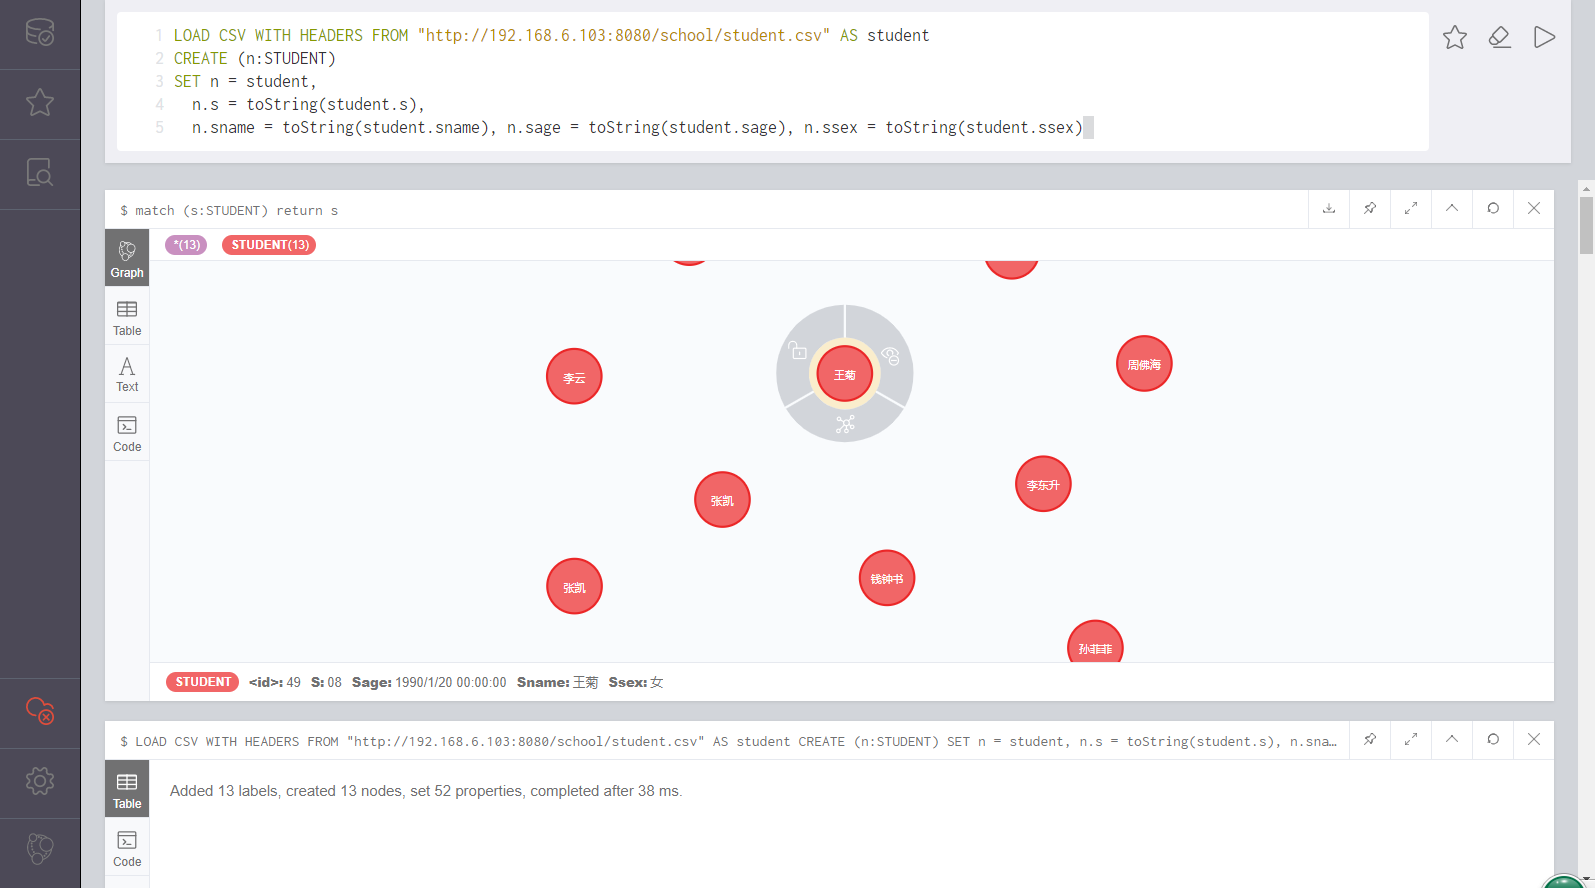 1 LOAD CSV WITH HEADERS FROM "http://192.168.6.103:8080/school/student.csv" AS student
2 CREATE (n:STUDENT)
3 SET n = student,
4 n.s = toString(student.s),
5 n.sname = toString(student.sname), n.sage = toString(student.sage), n.ssex = toString(student.ssex)
$ match (s:STUDENT) return s
*(13) STUDENT(13)
Graph
Table
Text
Code
王菊
周佛海
李云
李东升
张凯
钱钟书
张凯
孙菲菲
STUDENT <id>: 49 S: 08 Sage: 1990/1/20 00:00:00 Sname: 王菊 Ssex: 女
$ LOAD CSV WITH HEADERS FROM "http://192.168.6.103:8080/school/student.csv" AS student CREATE (n:STUDENT) SET n = student, n.s = toString(student.s), n.sna…
Table
Added 13 labels, created 13 nodes, set 52 properties, completed after 38 ms.
Code